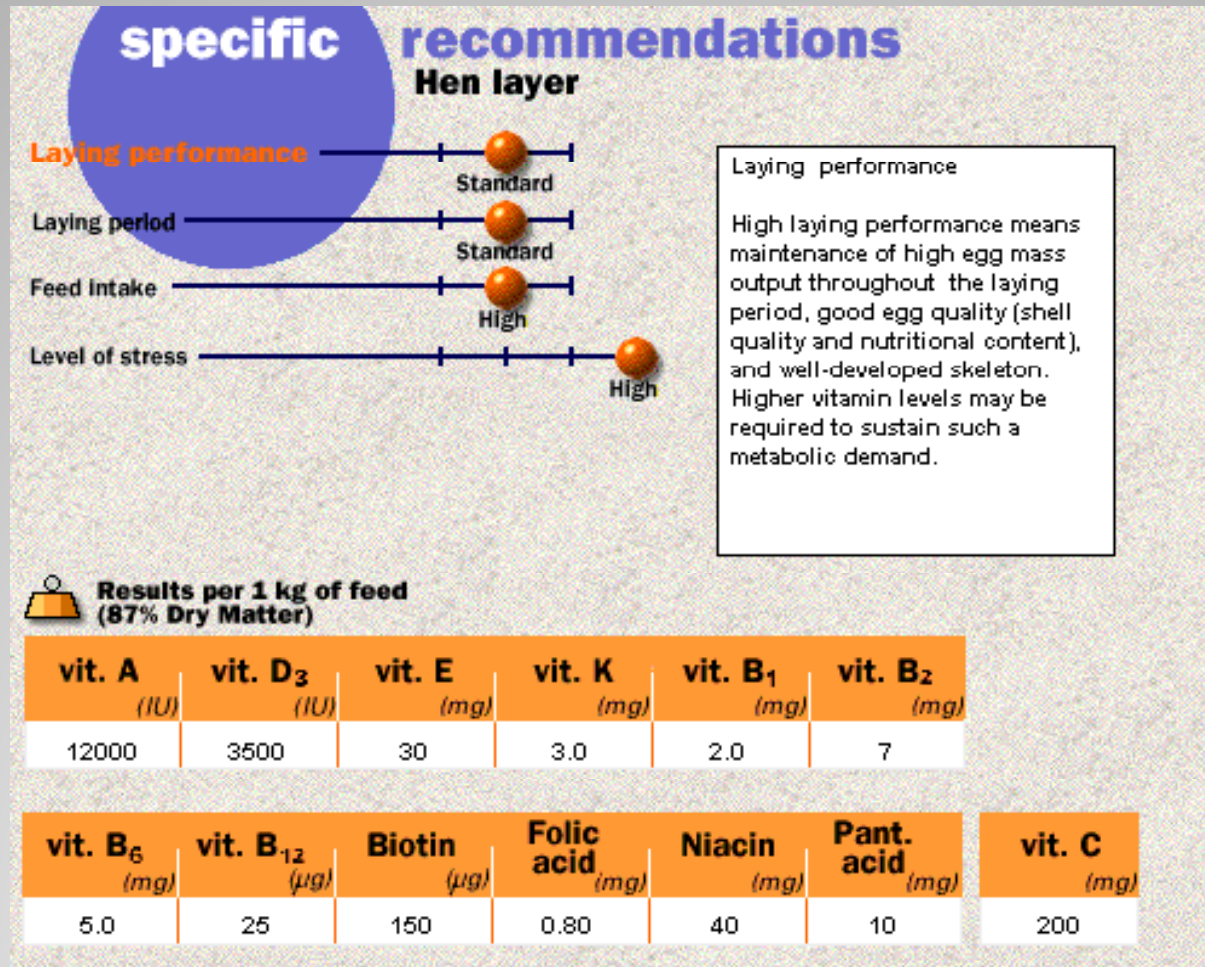 specific recommendations
Hen layer
Laying performance
Standard
Laying period
Standard
Feed intake
High
Level of stress
High
Laying performance
High laying performance means
maintenance of high egg mass
output throughout the laying
period, good egg quality (shell
quality and nutritional content),
and well-developed skeleton.
Higher vitamin levels may be
required to sustain such a
metabolic demand.
Results per 1 kg of feed
(87% Dry Matter)
vit. A (IU) vit. D₃ (IU) vit. E (mg) vit. K (mg) vit. B₁ (mg) vit. B₂ (mg)
12000 3500 30 3.0 2.0 7
vit. B₆ (mg) vit. B₁₂ (µg) Biotin (µg) Folic acid (mg) Niacin (mg) Pant. acid (mg) vit. C (mg)
5.0 25 150 0.80 40 10 200